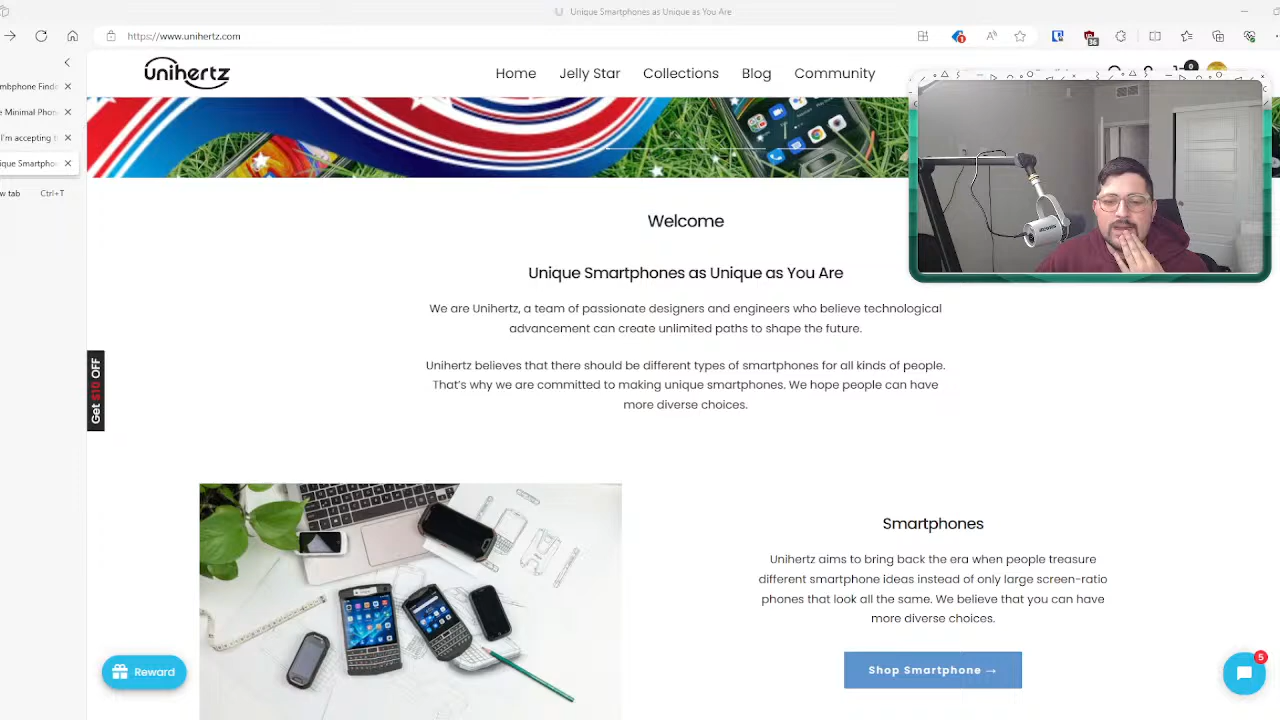 Unique Smartphones as Unique as You Are
https://www.unihertz.com
1
36
unihertz
Home
Jelly Star
Collections
Blog
Community
0
I'm accepting
w tab
Ctrl+T
Welcome
Unique Smartphones as Unique as You Are
We are Unihertz, a team of passionate designers and engineers who believe technological
advancement can create unlimited paths to shape the future.
Unihertz believes that there should be different types of smartphones for all kinds of people.
That's why we are committed to making unique smartphones. We hope people can have
more diverse choices.
Get $10 OFF
Smartphones
Unihertz aims to bring back the era when people treasure
different smartphone ideas instead of only large screen-ratio
phones that look all the same. We believe that you can have
more diverse choices.
Shop Smartphone →
Reward
5